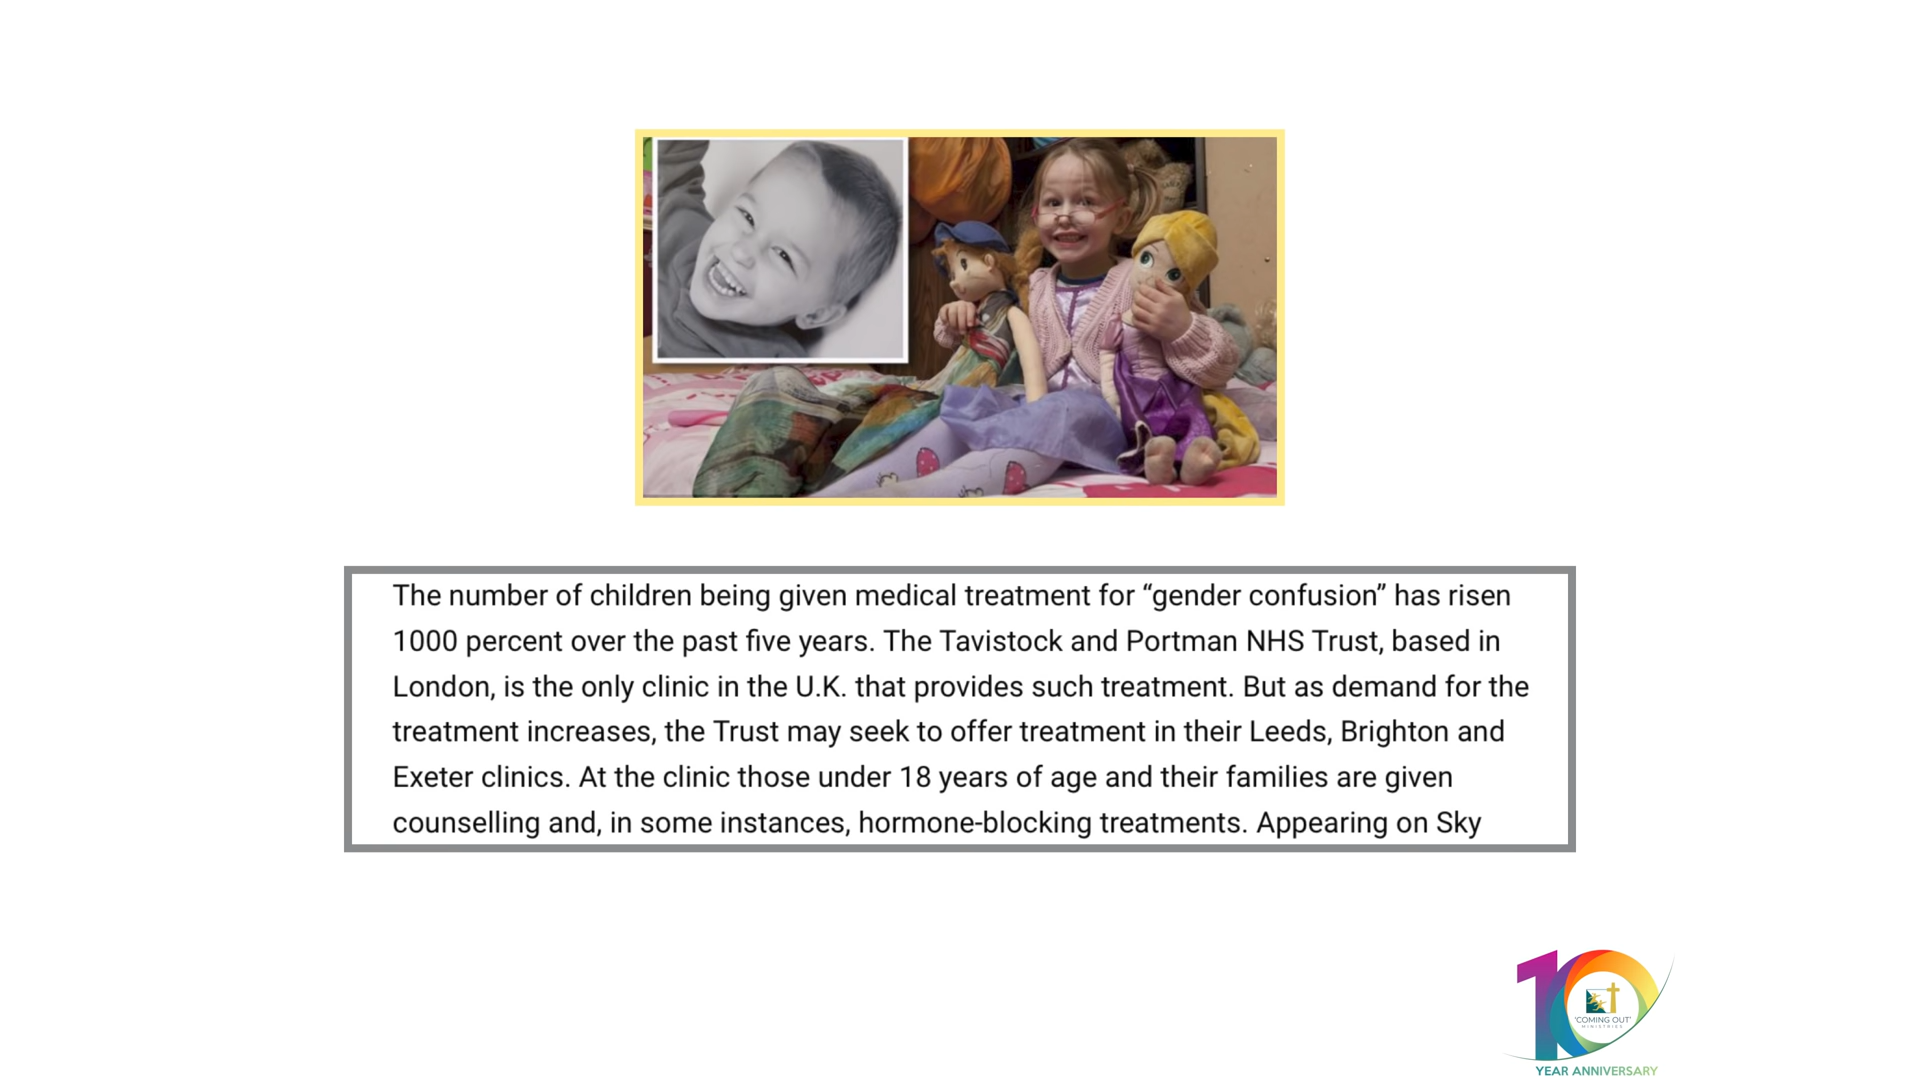 The number of children being given medical treatment for “gender confusion” has risen
1000 percent over the past five years. The Tavistock and Portman NHS Trust, based in
London, is the only clinic in the U.K. that provides such treatment. But as demand for the
treatment increases, the Trust may seek to offer treatment in their Leeds, Brighton and
Exeter clinics. At the clinic those under 18 years of age and their families are given
counselling and, in some instances, hormone-blocking treatments. Appearing on Sky
10
'COMING OUT'
MINISTRIES
YEAR ANNIVERSARY